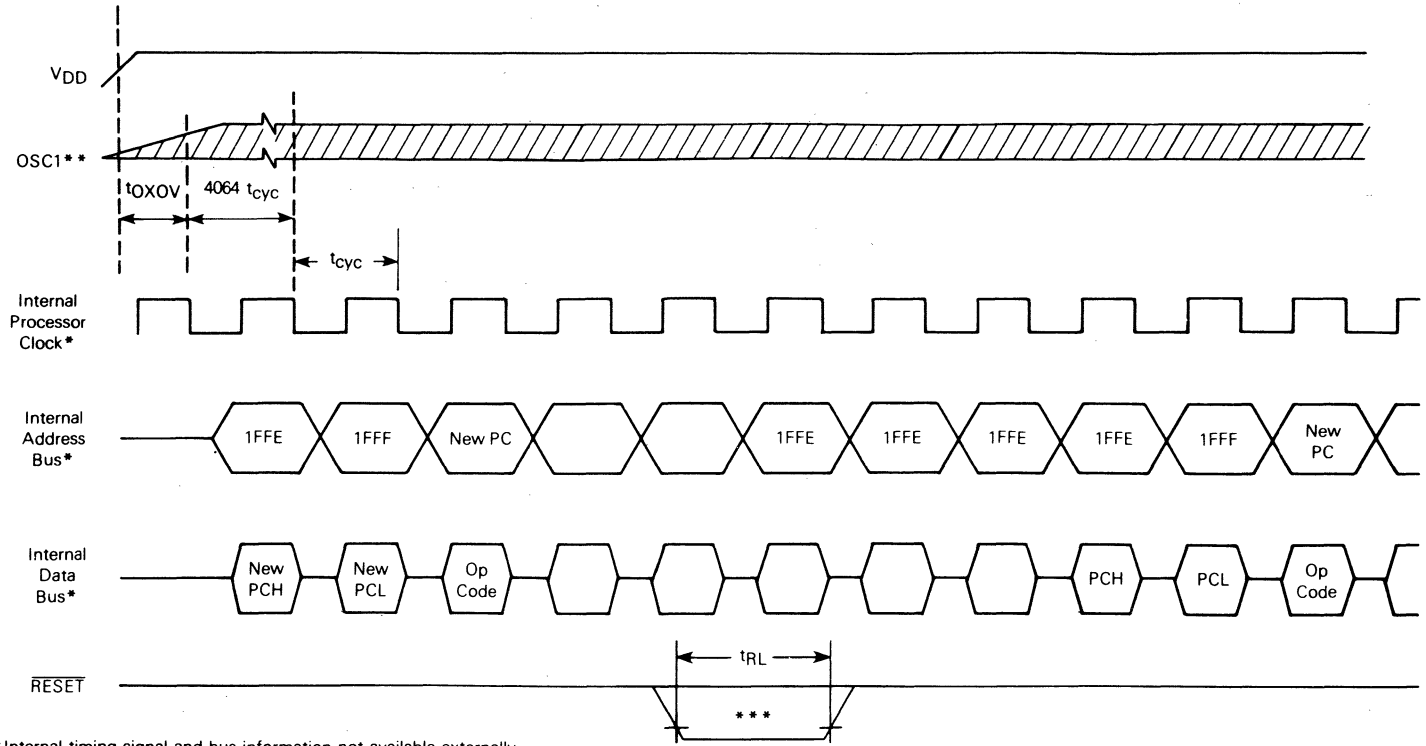 VDD
OSC1**
tOXOV
4064 tcyc
tcyc
Internal
Processor
Clock*
Internal
Address
Bus*
1FFE
1FFF
New PC
1FFE
1FFE
1FFE
1FFE
1FFF
New
PC
Internal
Data
Bus*
New
PCH
New
PCL
Op
Code
PCH
PCL
Op
Code
tRL
RESET
***
Internal timing signal and bus information not available externally